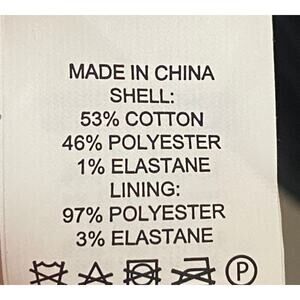 MADE IN CHINA
SHELL:
53% COTTON
46% POLYESTER
1% ELASTANE
LINING:
97% POLYESTER
3% ELASTANE
P